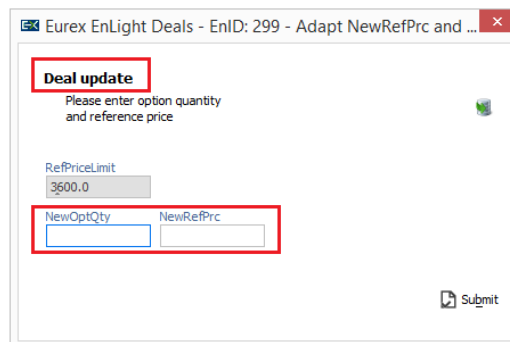 EX Eurex EnLight Deals - EnID: 299 - Adapt NewRefPrc and ...
Deal update
Please enter option quantity
and reference price
RefPriceLimit
3600.0
NewOptQty NewRefPrc
Submit